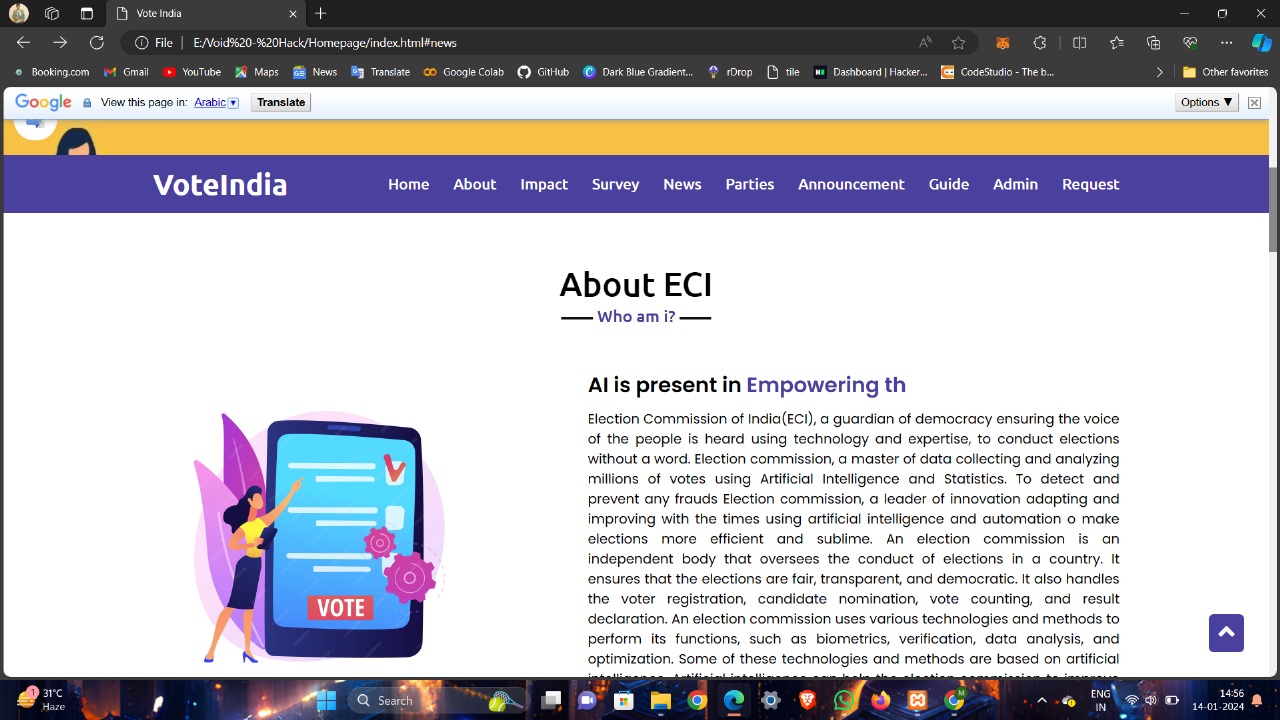 Vote India
File
E:/Void%20-%20Hack/Homepage/index.html#news
Booking.com Gmail YouTube Maps News Translate Google Colab GitHub Dark Blue Gradient... rDrop tile Dashboard | Hacker... CodeStudio - The b... Other favorites
Google View this page in: Arabic Translate Options ▼
VoteIndia Home About Impact Survey News Parties Announcement Guide Admin Request
About ECI
Who am i?
AI is present in Empowering th
Election Commission of India(ECI), a guardian of democracy ensuring the voice
of the people is heard using technology and expertise, to conduct elections
without a word. Election commission, a master of data collecting and analyzing
millions of votes using Artificial Intelligence and Statistics. To detect and
prevent any frauds Election commission, a leader of innovation adapting and
improving with the times using artificial intelligence and automation o make
elections more efficient and sublime. An election commission is an
independent body that oversees the conduct of elections in a country. It
ensures that the elections are fair, transparent, and democratic. It also handles
the voter registration, candidate nomination, vote counting, and result
declaration. An election commission uses various technologies and methods to
perform its functions, such as biometrics, verification, data analysis, and
optimization. Some of these technologies and methods are based on artificial
VOTE
1
31°C
Haze
Search
M
ENG
IN
14:56
14-01-2024